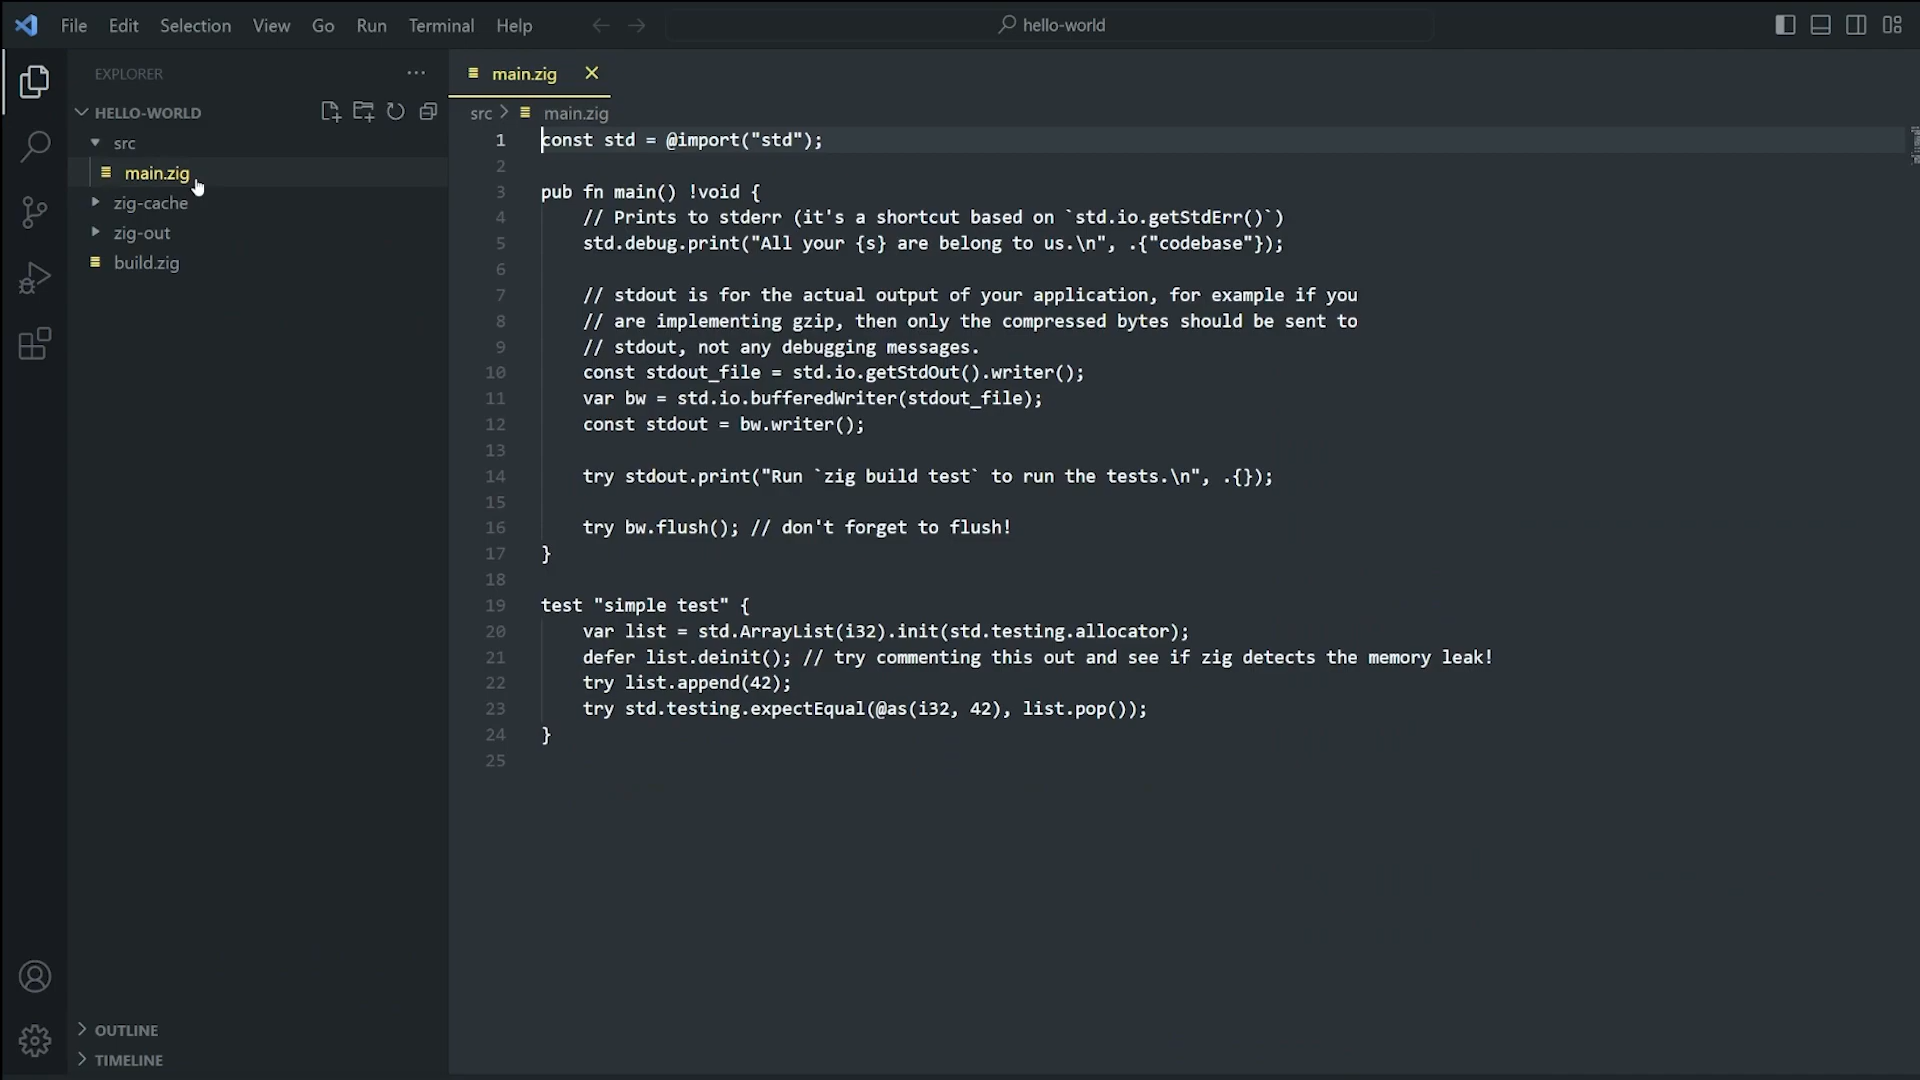 File Edit Selection View Go Run Terminal Help
hello-world
EXPLORER
HELLO-WORLD
src
main.zig
zig-cache
zig-out
build.zig
OUTLINE
TIMELINE
main.zig
src > main.zig
1 const std = @import("std");
2
3 pub fn main() !void {
4     // Prints to stderr (it's a shortcut based on `std.io.getStdErr()`)
5     std.debug.print("All your {s} are belong to us.\n", .{"codebase"});
6
7     // stdout is for the actual output of your application, for example if you
8     // are implementing gzip, then only the compressed bytes should be sent to
9     // stdout, not any debugging messages.
10     const stdout_file = std.io.getStdOut().writer();
11     var bw = std.io.bufferedWriter(stdout_file);
12     const stdout = bw.writer();
13
14     try stdout.print("Run `zig build test` to run the tests.\n", .{});
15
16     try bw.flush(); // don't forget to flush!
17 }
18
19 test "simple test" {
20     var list = std.ArrayList(i32).init(std.testing.allocator);
21     defer list.deinit(); // try commenting this out and see if zig detects the memory leak!
22     try list.append(42);
23     try std.testing.expectEqual(@as(i32, 42), list.pop());
24 }
25